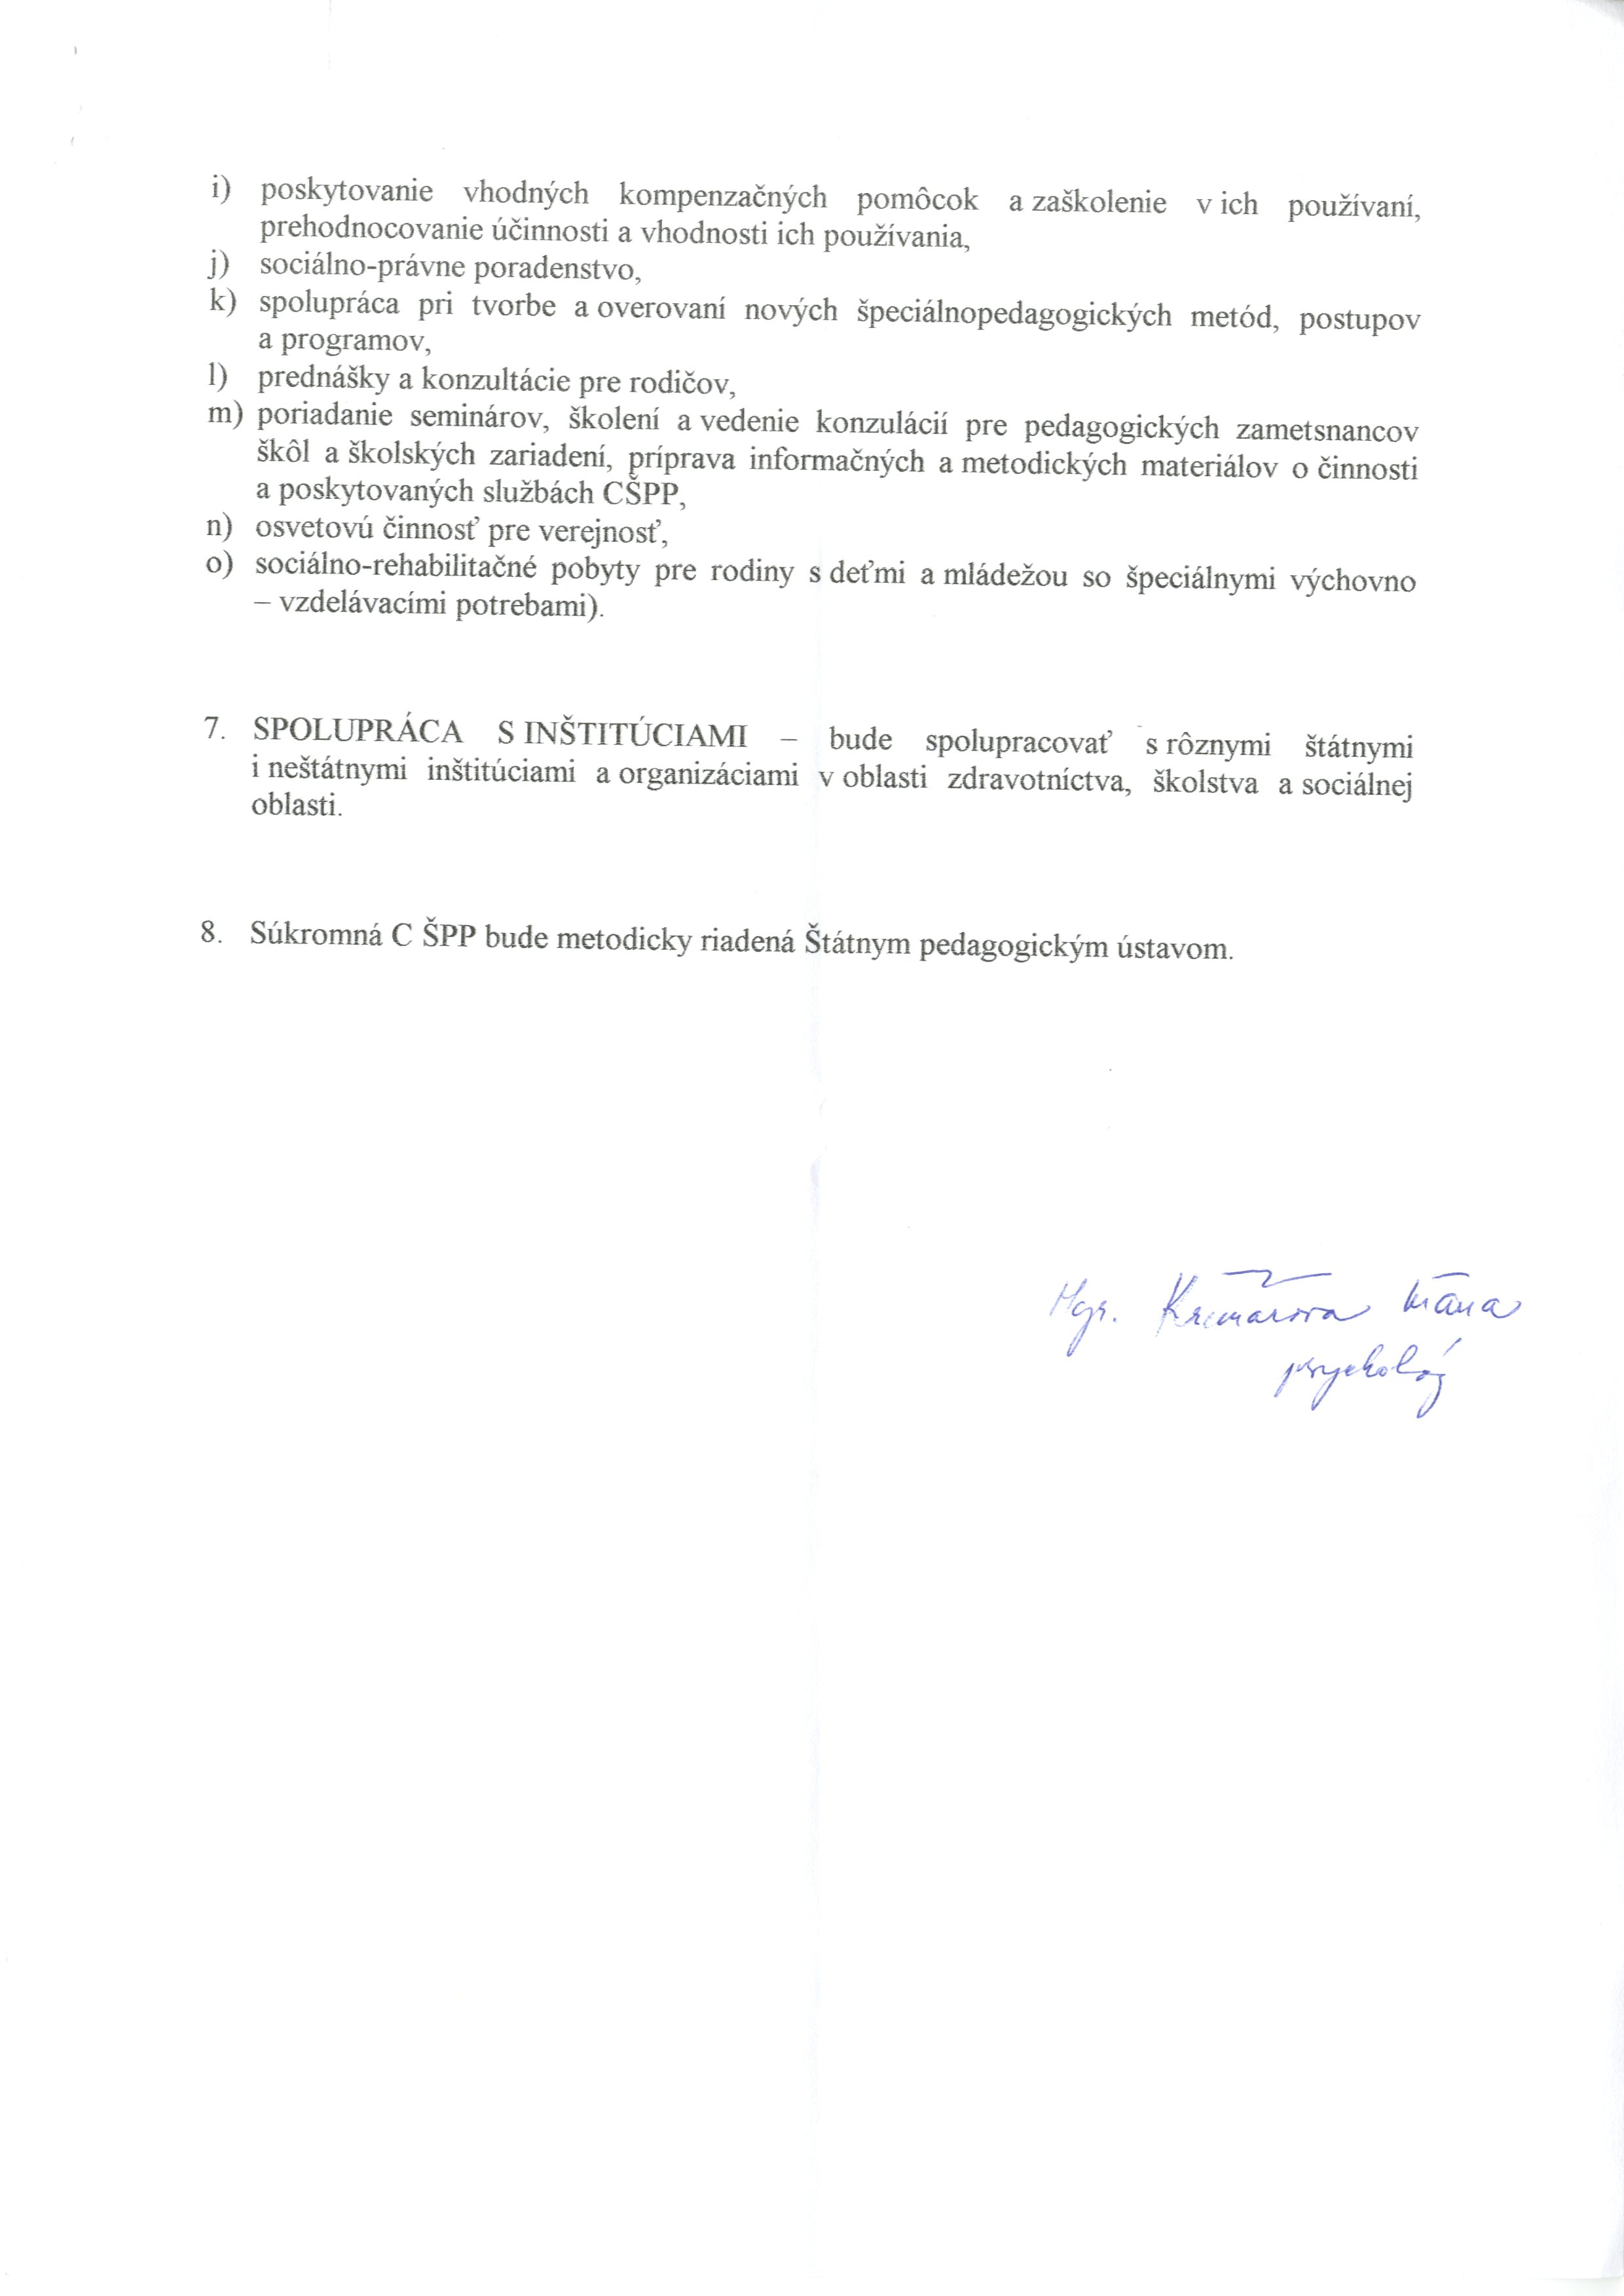 i) poskytovanie vhodných kompenzačných pomôcok a zaškolenie v ich používaní,
prehodnocovanie účinnosti a vhodnosti ich používania,
j) sociálno-právne poradenstvo,
k) spolupráca pri tvorbe a overovaní nových špeciálnopedagogických metód, postupov
a programov,
l) prednášky a konzultácie pre rodičov,
m) poriadanie seminárov, školení a vedenie konzulácií pre pedagogických zametsnancov
škôl a školských zariadení, príprava informačných a metodických materiálov o činnosti
a poskytovaných službách CŠPP,
n) osvetovú činnosť pre verejnosť,
o) sociálno-rehabilitačné pobyty pre rodiny s deťmi a mládežou so špeciálnymi výchovno
– vzdelávacími potrebami).
7. SPOLUPRÁCA S INŠTITÚCIAMI – bude spolupracovať s rôznymi štátnymi
i neštátnymi inštitúciami a organizáciami v oblasti zdravotníctva, školstva a sociálnej
oblasti.
8. Súkromná C ŠPP bude metodicky riadená Štátnym pedagogickým ústavom.
Mgr.
psychológ